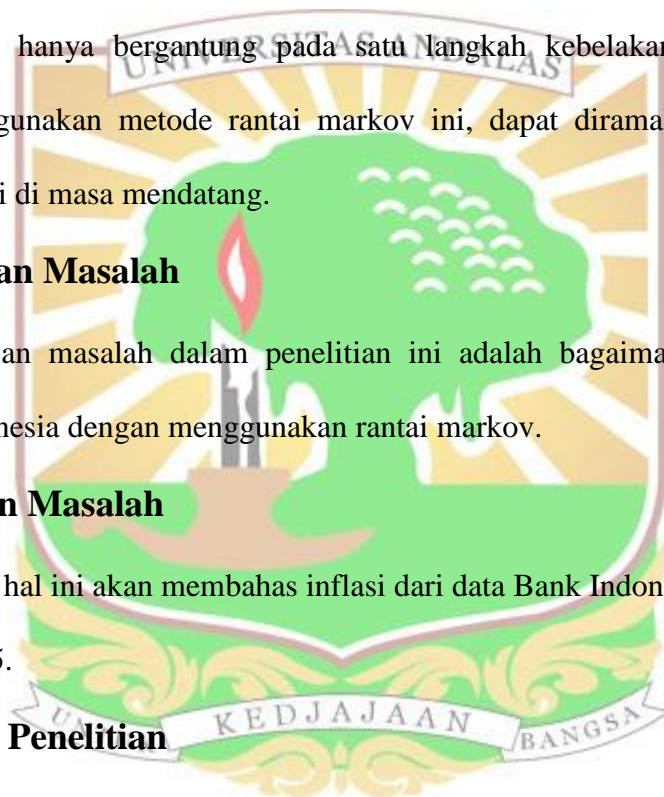 hanya bergantung pada satu langkah kebelakan
UNIVERSITAS ANDALAS
gunakan metode rantai markov ini, dapat dirama
i di masa mendatang.
an Masalah
an masalah dalam penelitian ini adalah bagaima
nesia dengan menggunakan rantai markov.
n Masalah
hal ini akan membahas inflasi dari data Bank Indon
5.
KEDJAJAAN
BANGSA
Penelitian